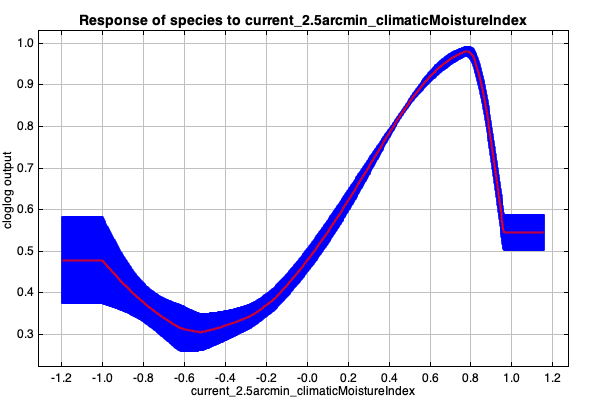 Response of species to current_2.5arcmin_climaticMoistureIndex
1.0
0.9
0.8
0.7
0.6
0.5
0.4
0.3
cloglog output
-1.2 -1.0 -0.8 -0.6 -0.4 -0.2 -0.0 0.2 0.4 0.6 0.8 1.0 1.2
current_2.5arcmin_climaticMoistureIndex